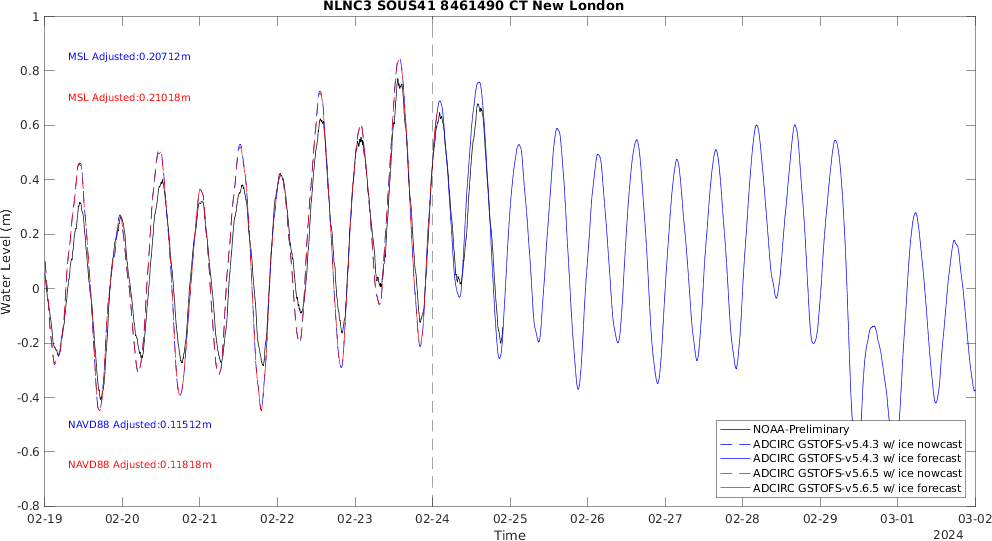 NLNC3 SOUS41 8461490 CT New London
1
0.8
0.6
0.4
0.2
0
-0.2
-0.4
-0.6
-0.8
Water Level (m)
MSL Adjusted:0.20712m
MSL Adjusted:0.21018m
NAVD88 Adjusted:0.11512m
NAVD88 Adjusted:0.11818m
NOAA-Preliminary
ADCIRC GSTOFS-v5.4.3 w/ ice nowcast
ADCIRC GSTOFS-v5.4.3 w/ ice forecast
ADCIRC GSTOFS-v5.6.5 w/ ice nowcast
ADCIRC GSTOFS-v5.6.5 w/ ice forecast
02-19 02-20 02-21 02-22 02-23 02-24 02-25 02-26 02-27 02-28 02-29 03-01 03-02
Time
2024